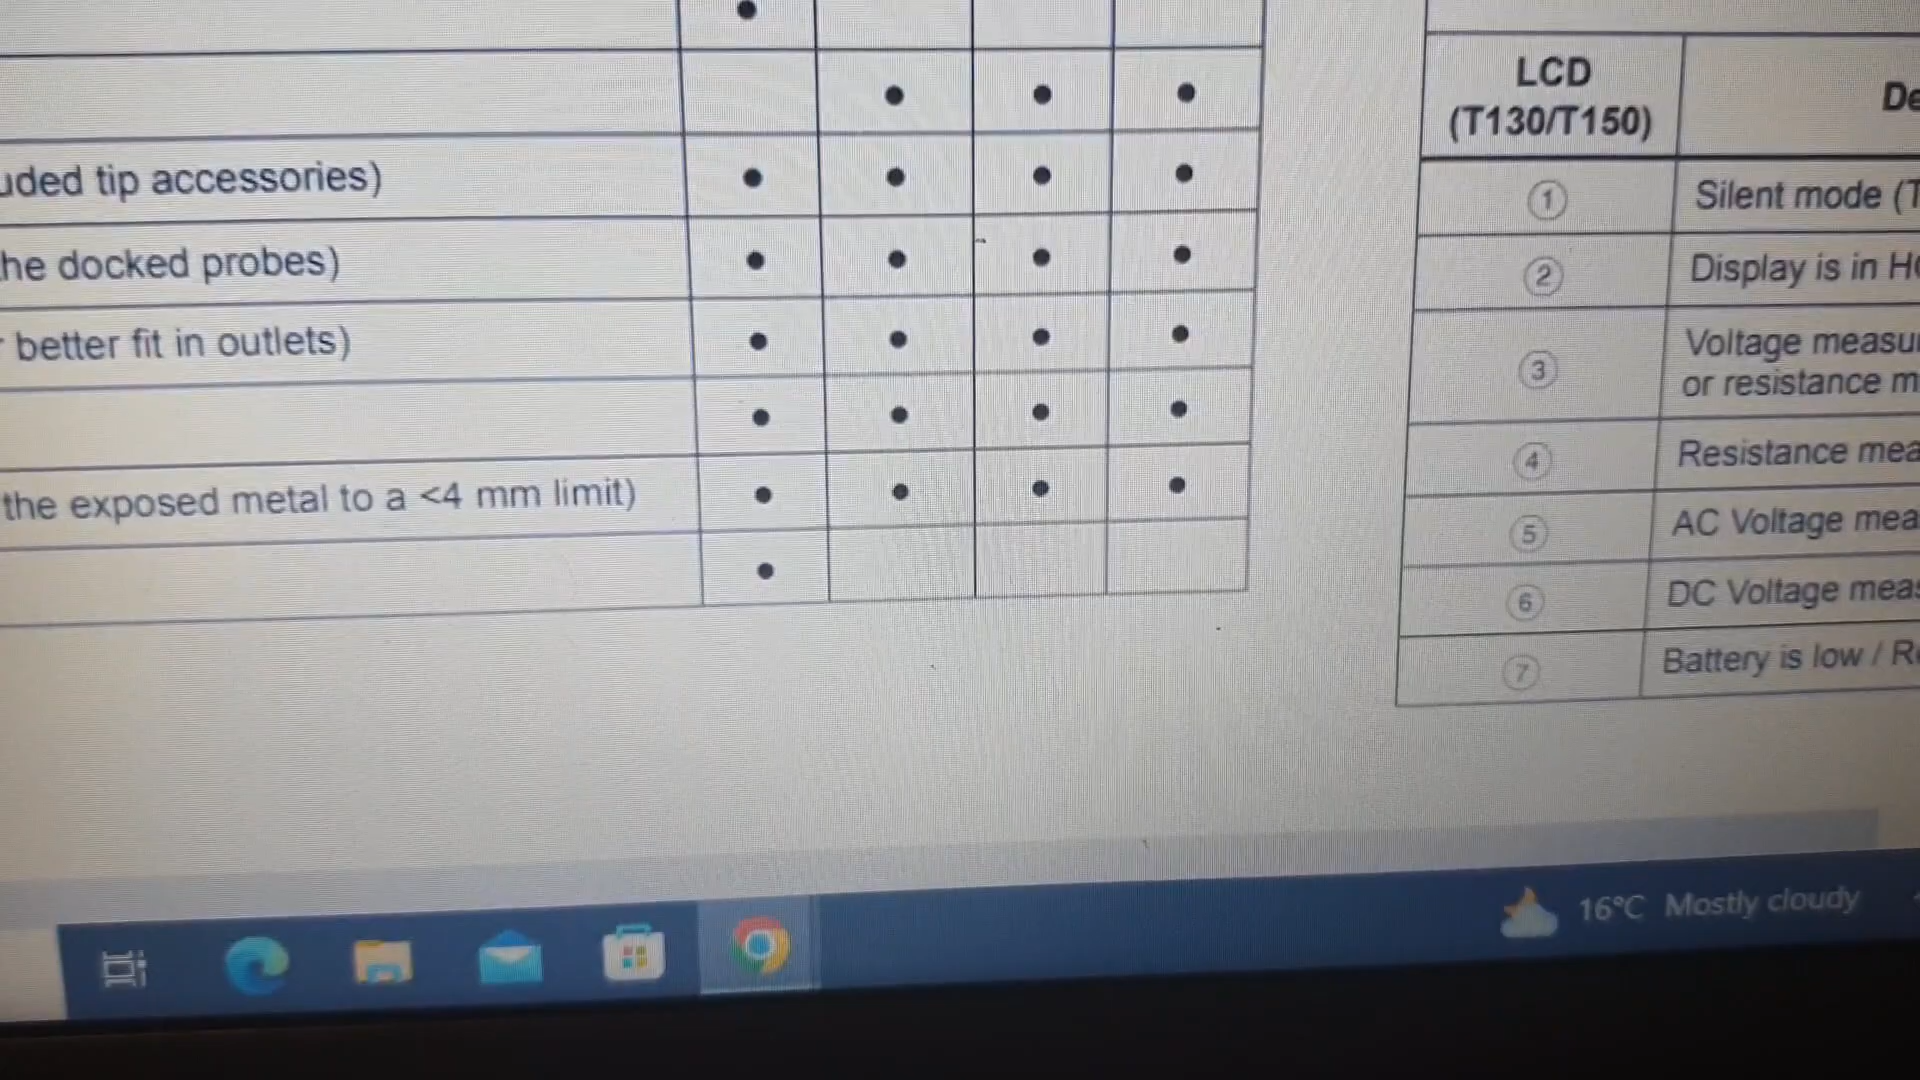 uded tip accessories)
he docked probes)
better fit in outlets)
the exposed metal to a <4 mm limit)
LCD
(T130/T150)
De
1
Silent mode (T
2
Display is in H
3
Voltage measu
or resistance m
4
Resistance mea
5
AC Voltage mea
6
DC Voltage meas
7
Battery is low / R
16°C Mostly cloudy